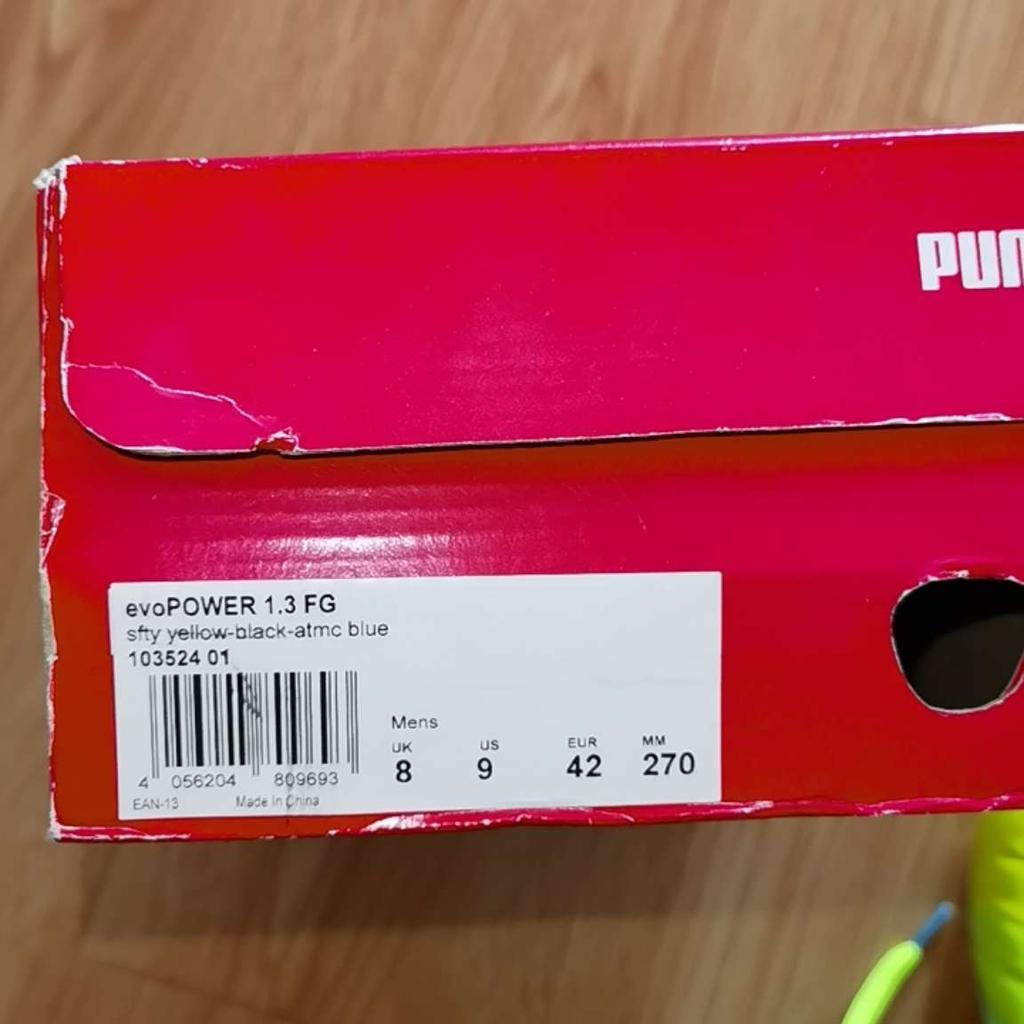 PUM
evoPOWER 1.3 FG
sfty yellow-black-atmc blue
103524 01
4 056204 809693
EAN-13 Made In China
Mens
UK US EUR MM
8 9 42 270